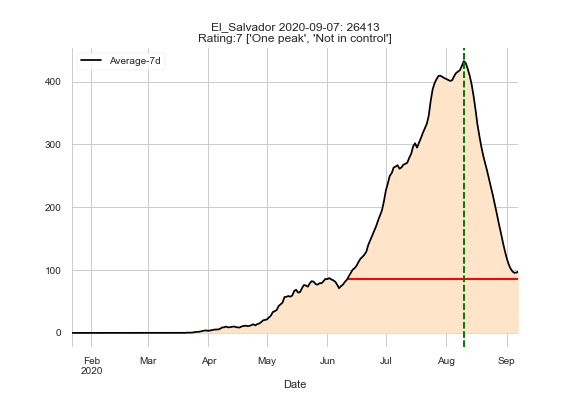 El_Salvador 2020-09-07: 26413
Rating:7 ['One peak', 'Not in control']
Average-7d
400
300
200
100
0
Feb Mar Apr May Jun Jul Aug Sep
2020
Date